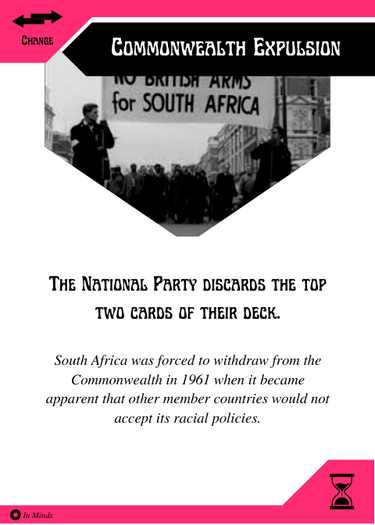 Change
Commonwealth Expulsion
NO BRITISH ARMS
for SOUTH AFRICA
The National Party discards the top
two cards of their deck.
South Africa was forced to withdraw from the
Commonwealth in 1961 when it became
apparent that other member countries would not
accept its racial policies.
In Minds